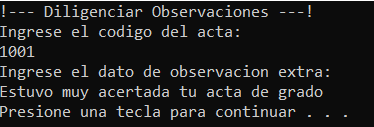 !--- Diligenciar Observaciones ---!
Ingrese el codigo del acta:
1001
Ingrese el dato de observacion extra:
Estuvo muy acertada tu acta de grado
Presione una tecla para continuar . . .